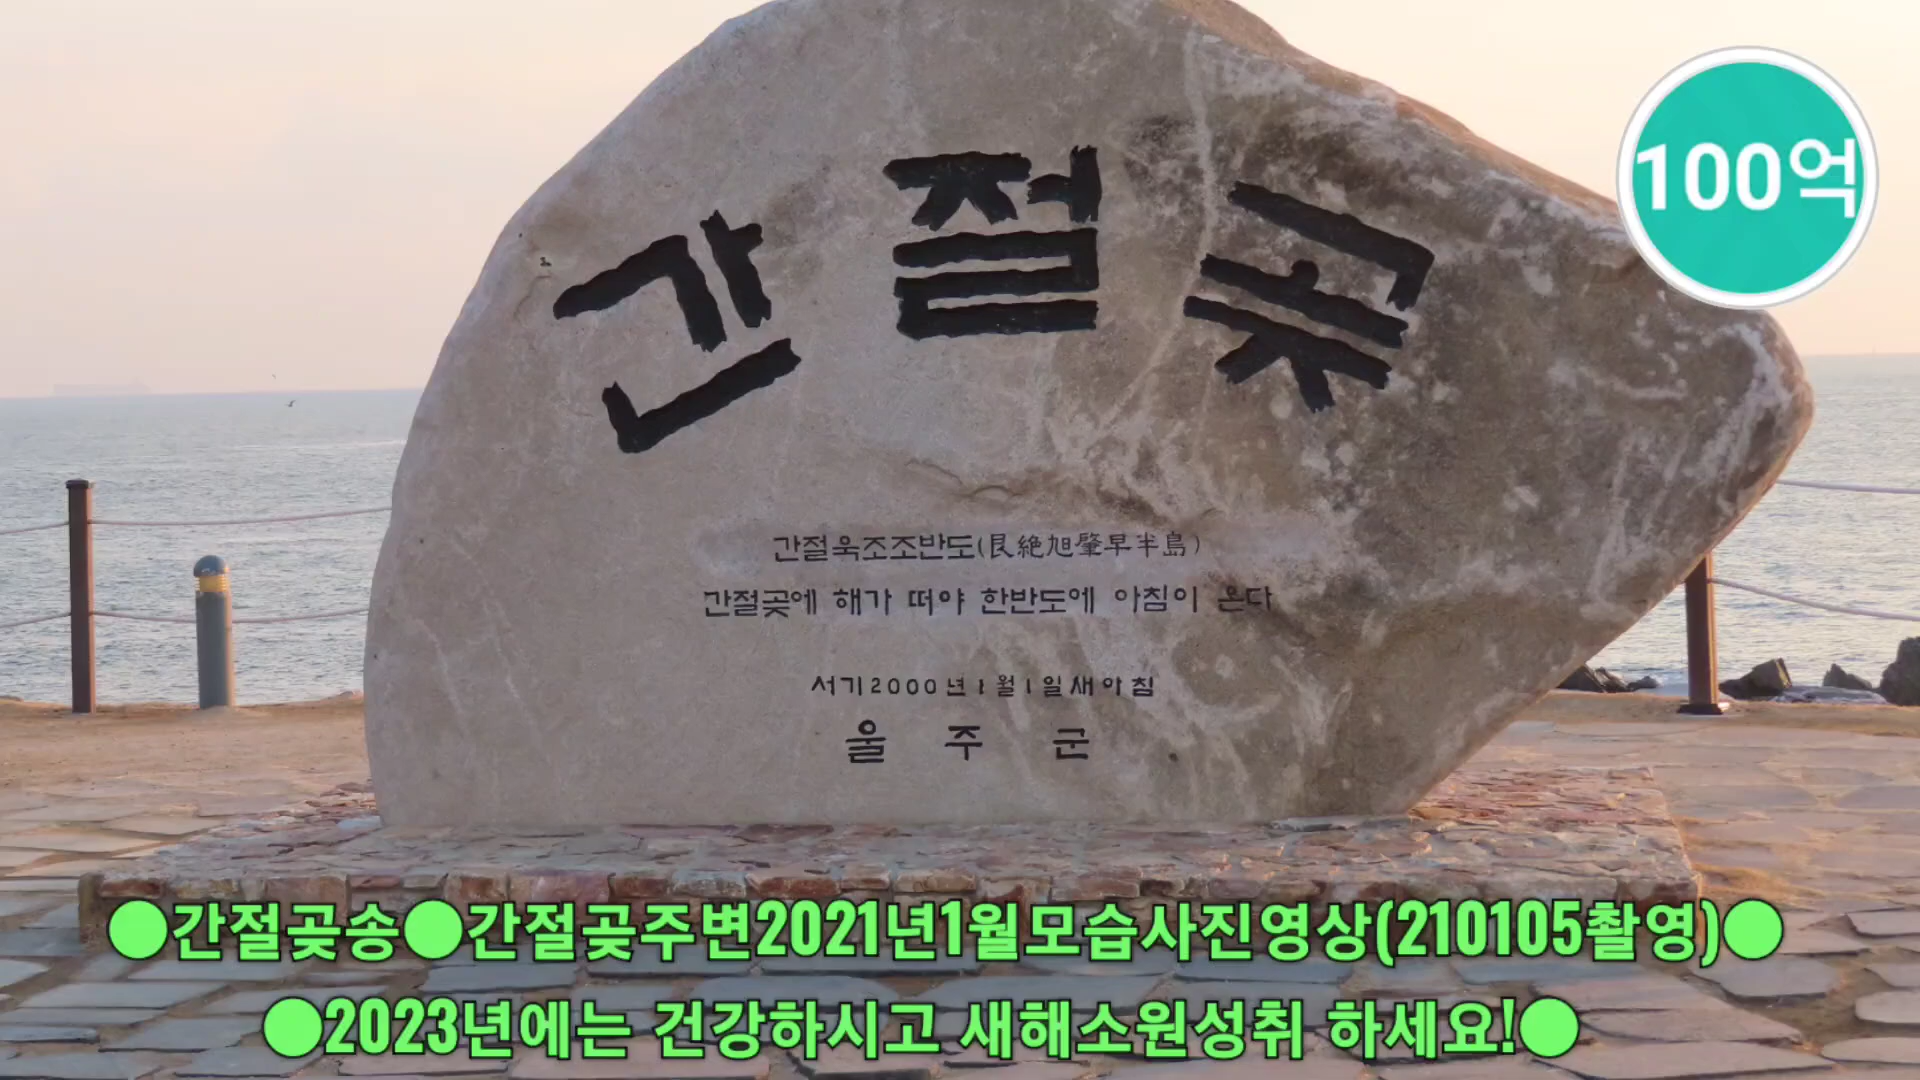 100억
간절곶
간절욱조조반도(艮絶旭肇早半島)
간절곶에 해가 떠야 한반도에 아침이 온다
서기2000년1월1일새아침
울주군
●간절곶송●간절곶주변2021년1월모습사진영상(210105촬영)●
●2023년에는 건강하시고 새해소원성취 하세요!●